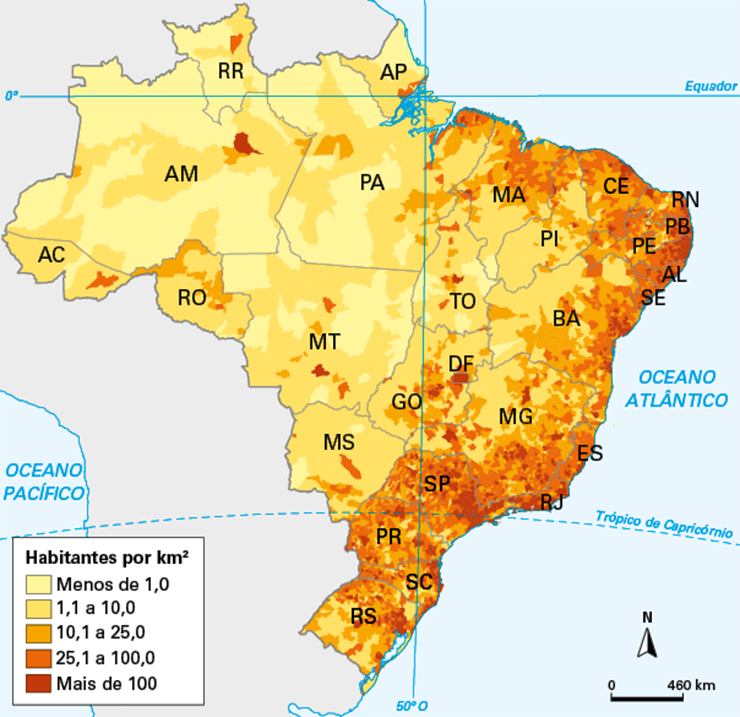 RR
AP
Equador
0°
AM
PA
MA
CE
RN
PB
PI
PE
AC
AL
RO
TO
SE
BA
MT
DF
OCEANO
ATLÂNTICO
GO
MG
MS
ES
OCEANO
PACÍFICO
SP
RJ
Trópico de Capricórnio
PR
SC
RS
Habitantes por km²
Menos de 1,0
1,1 a 10,0
10,1 a 25,0
25,1 a 100,0
Mais de 100
N
0 460 km
50° O